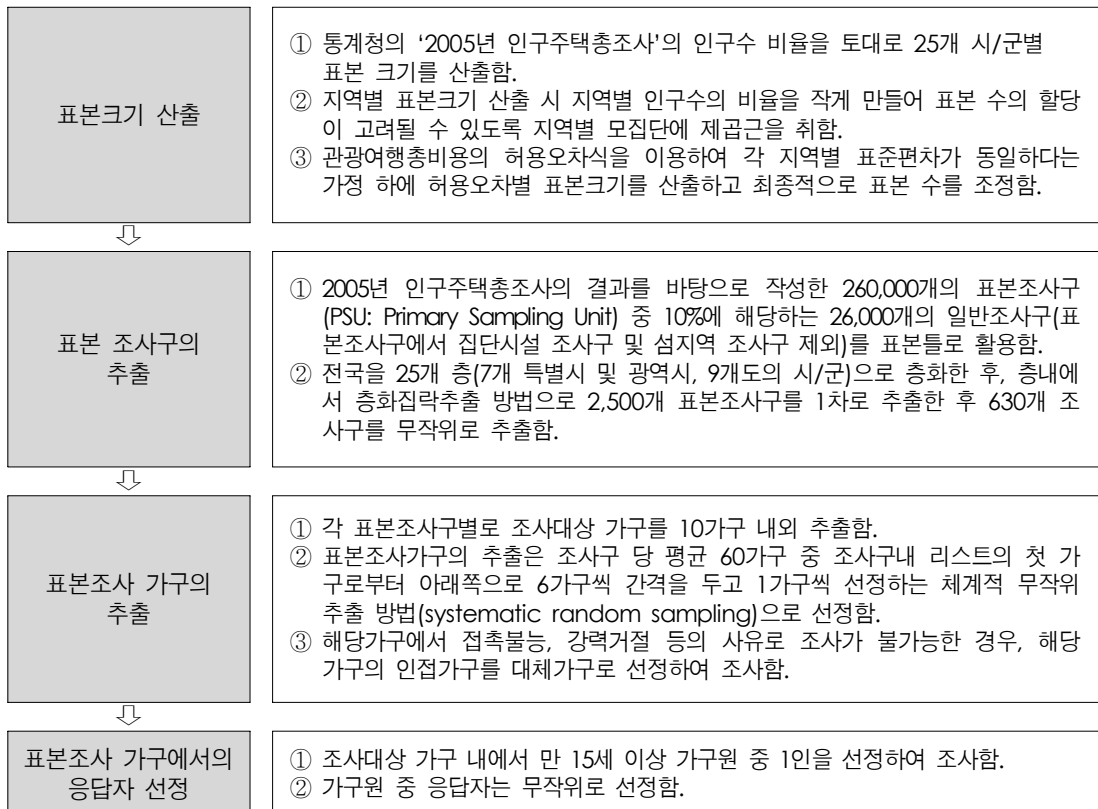 표본크기 산출
① 통계청의 ‘2005년 인구주택총조사’의 인구수 비율을 토대로 25개 시/군별
표본 크기를 산출함.
② 지역별 표본크기 산출 시 지역별 인구수의 비율을 작게 만들어 표본 수의 할당
이 고려될 수 있도록 지역별 모집단에 제곱근을 취함.
③ 관광여행총비용의 허용오차식을 이용하여 각 지역별 표준편차가 동일하다는
가정 하에 허용오차별 표본크기를 산출하고 최종적으로 표본 수를 조정함.
표본 조사구의
추출
① 2005년 인구주택총조사의 결과를 바탕으로 작성한 260,000개의 표본조사구
(PSU: Primary Sampling Unit) 중 10%에 해당하는 26,000개의 일반조사구(표
본조사구에서 집단시설 조사구 및 섬지역 조사구 제외)를 표본틀로 활용함.
② 전국을 25개 층(7개 특별시 및 광역시, 9개도의 시/군)으로 층화한 후, 층내에
서 층화집락추출 방법으로 2,500개 표본조사구를 1차로 추출한 후 630개 조
사구를 무작위로 추출함.
표본조사 가구의
추출
① 각 표본조사구별로 조사대상 가구를 10가구 내외 추출함.
② 표본조사가구의 추출은 조사구 당 평균 60가구 중 조사구내 리스트의 첫 가
구로부터 아래쪽으로 6가구씩 간격을 두고 1가구씩 선정하는 체계적 무작위
추출 방법(systematic random sampling)으로 선정함.
③ 해당가구에서 접촉불능, 강력거절 등의 사유로 조사가 불가능한 경우, 해당
가구의 인접가구를 대체가구로 선정하여 조사함.
표본조사 가구에서의
응답자 선정
① 조사대상 가구 내에서 만 15세 이상 가구원 중 1인을 선정하여 조사함.
② 가구원 중 응답자는 무작위로 선정함.